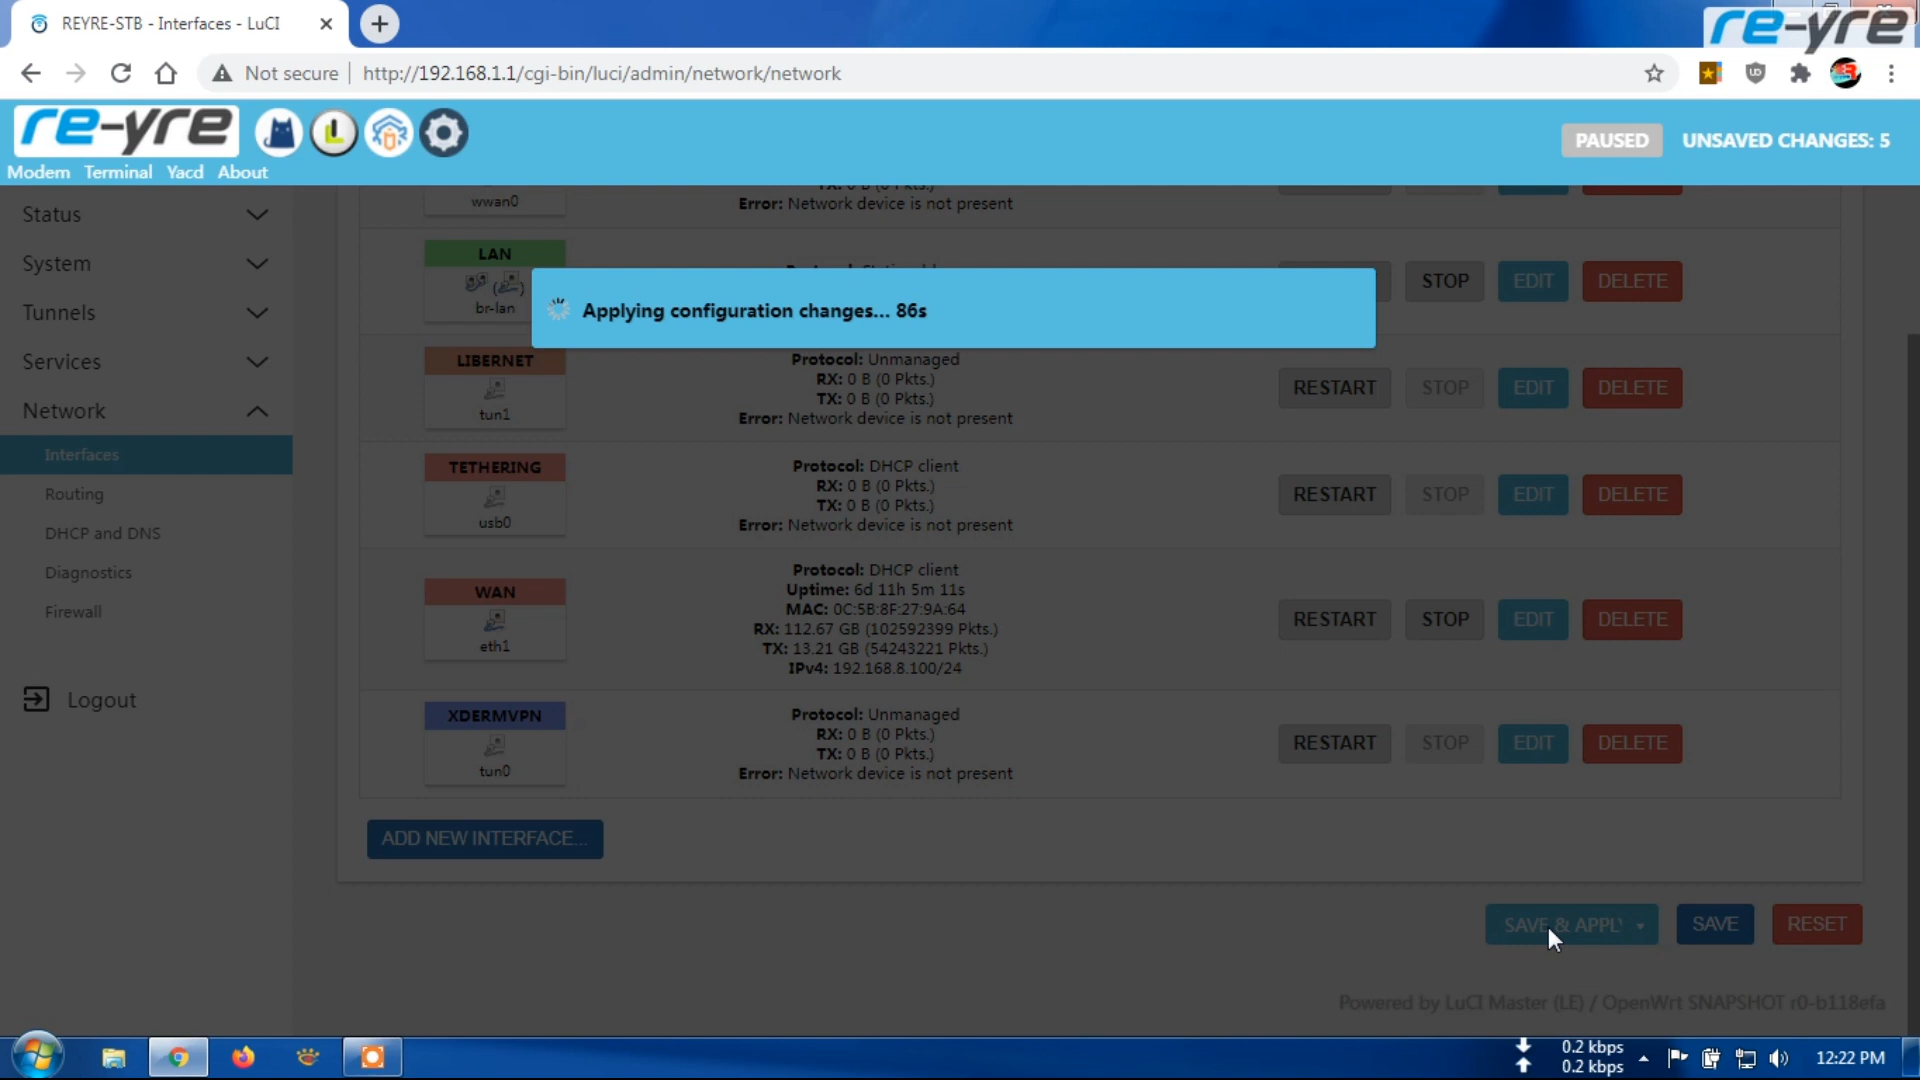 REYRE-STB - Interfaces - LuCI
re-yre
Not secure
http://192.168.1.1/cgi-bin/luci/admin/network/network
re-yre
PAUSED
UNSAVED CHANGES: 5
Modem Terminal Yacd About
Status
System
Tunnels
Services
Network
Interfaces
Routing
DHCP and DNS
Diagnostics
Firewall
Logout
wwan0
Error: Network device is not present
LAN
br-lan
STOP
EDIT
DELETE
Applying configuration changes... 86s
LIBERNET
tun1
Protocol: Unmanaged
RX: 0 B (0 Pkts.)
TX: 0 B (0 Pkts.)
Error: Network device is not present
RESTART
STOP
EDIT
DELETE
TETHERING
usb0
Protocol: DHCP client
RX: 0 B (0 Pkts.)
TX: 0 B (0 Pkts.)
Error: Network device is not present
RESTART
STOP
EDIT
DELETE
WAN
eth1
Protocol: DHCP client
Uptime: 6d 11h 5m 11s
MAC: 0C:5B:8F:27:9A:64
RX: 112.67 GB (102592399 Pkts.)
TX: 13.21 GB (54243221 Pkts.)
IPv4: 192.168.8.100/24
RESTART
STOP
EDIT
DELETE
XDERMVPN
tun0
Protocol: Unmanaged
RX: 0 B (0 Pkts.)
TX: 0 B (0 Pkts.)
Error: Network device is not present
RESTART
STOP
EDIT
DELETE
ADD NEW INTERFACE...
SAVE & APPLY
SAVE
RESET
Powered by LuCI Master (LE) / OpenWrt SNAPSHOT r0-b118efa
0.2 kbps
0.2 kbps
12:22 PM